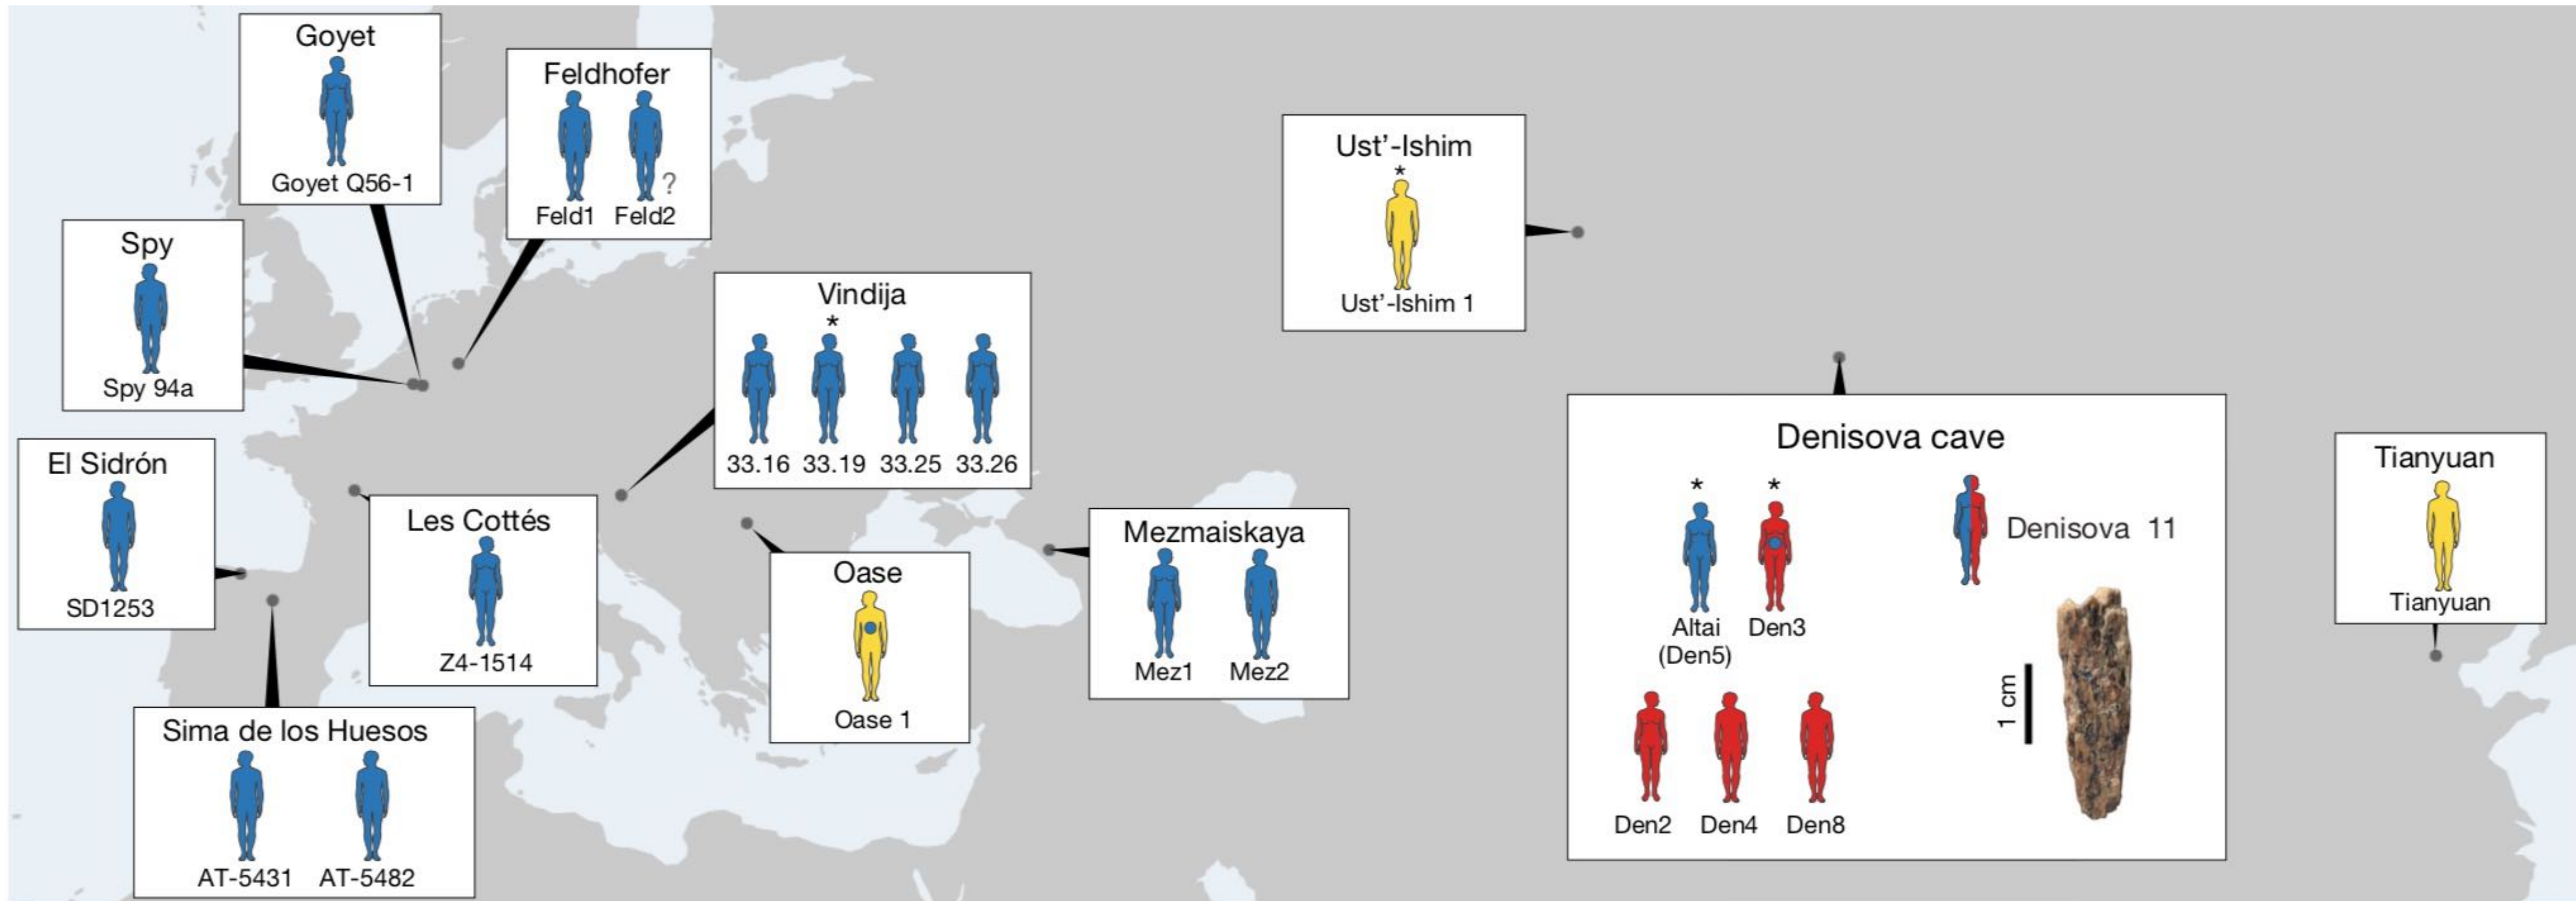 Goyet
Goyet Q56-1
Feldhofer
?
Feld1 Feld2
Spy
Spy 94a
Ust’-Ishim
*
Ust’-Ishim 1
Vindija
*
33.16 33.19 33.25 33.26
El Sidrón
SD1253
Les Cottés
Z4-1514
Oase
Oase 1
Mezmaiskaya
Mez1 Mez2
Sima de los Huesos
AT-5431 AT-5482
Denisova cave
* *
Altai
(Den5)
Den3
Den2 Den4 Den8
Denisova 11
1 cm
Tianyuan
Tianyuan